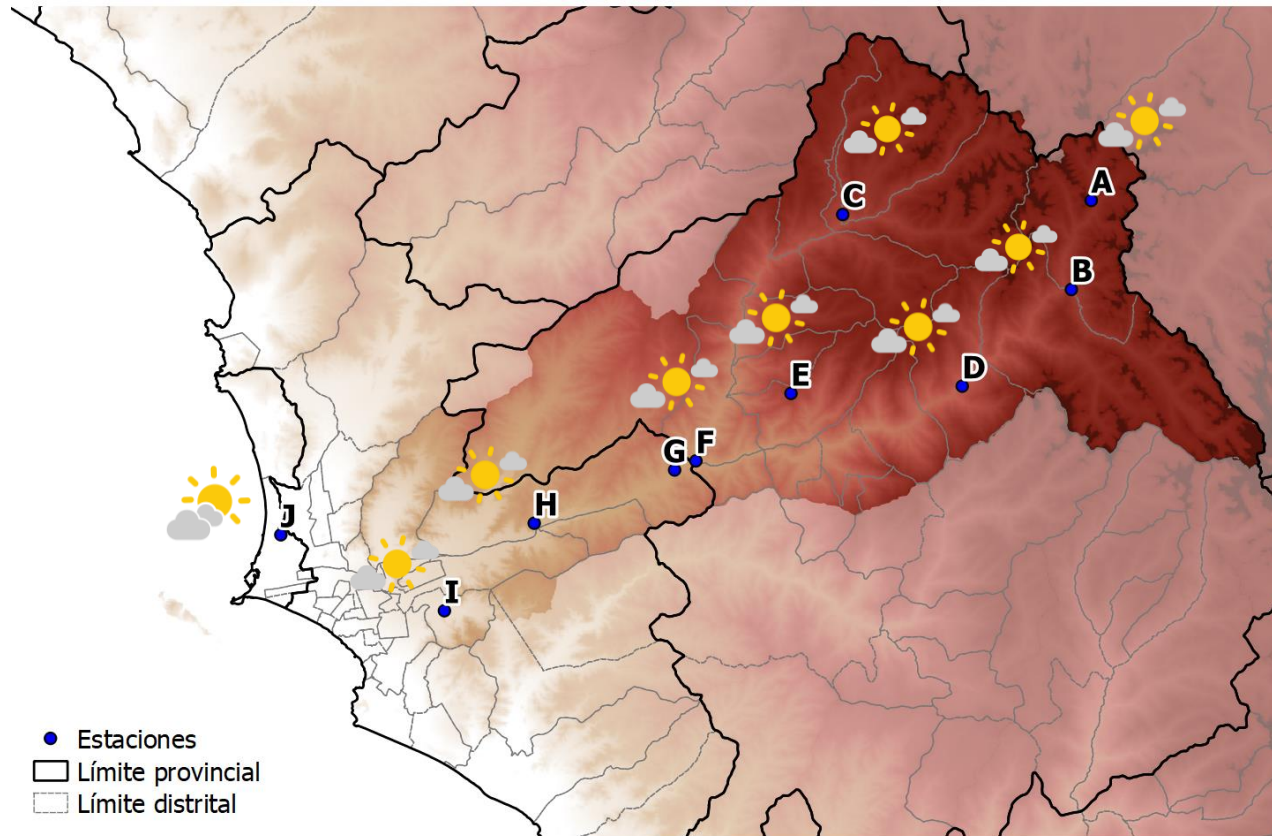 A
C
B
D
E
F
G
H
J
I
Estaciones
Límite provincial
Límite distrital